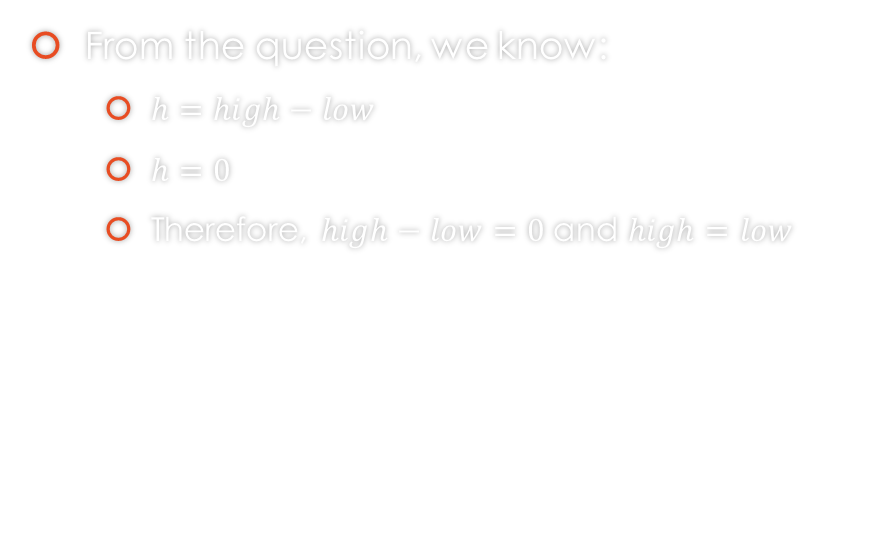 From the question, we know:
h = high − low
h = 0
Therefore, high − low = 0 and high = low